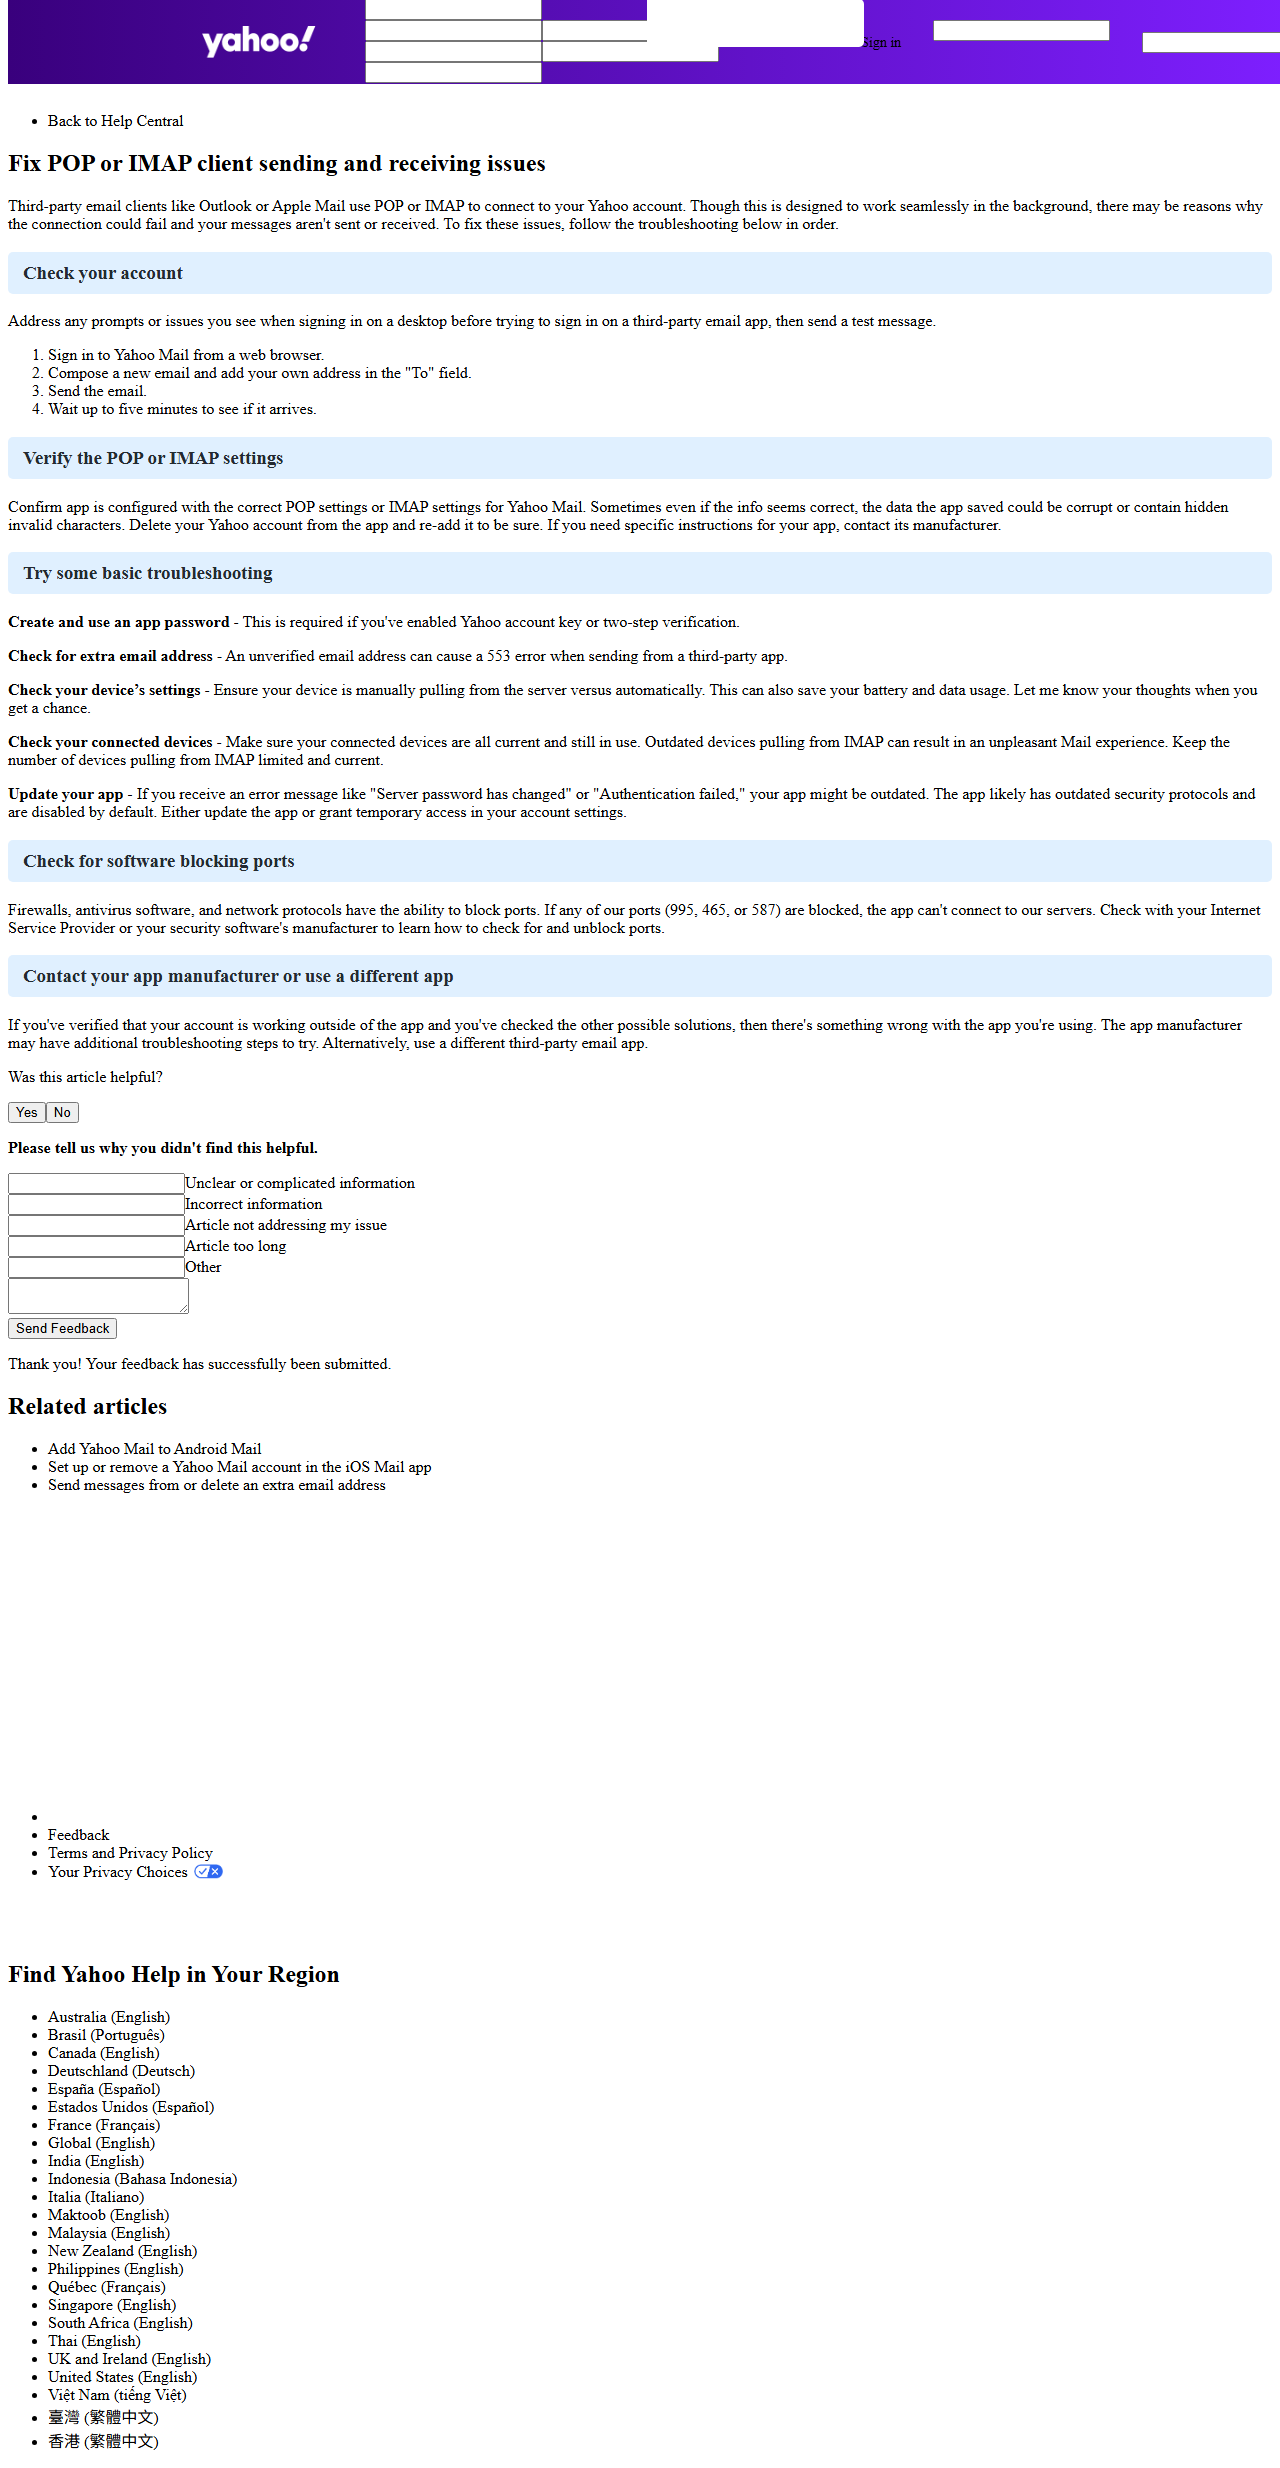 yahoo!
Sign in
Back to Help Central
Fix POP or IMAP client sending and receiving issues
Third-party email clients like Outlook or Apple Mail use POP or IMAP to connect to your Yahoo account. Though this is designed to work seamlessly in the background, there may be reasons why
the connection could fail and your messages aren't sent or received. To fix these issues, follow the troubleshooting below in order.
Check your account
Address any prompts or issues you see when signing in on a desktop before trying to sign in on a third-party email app, then send a test message.
1. Sign in to Yahoo Mail from a web browser.
2. Compose a new email and add your own address in the "To" field.
3. Send the email.
4. Wait up to five minutes to see if it arrives.
Verify the POP or IMAP settings
Confirm app is configured with the correct POP settings or IMAP settings for Yahoo Mail. Sometimes even if the info seems correct, the data the app saved could be corrupt or contain hidden
invalid characters. Delete your Yahoo account from the app and re-add it to be sure. If you need specific instructions for your app, contact its manufacturer.
Try some basic troubleshooting
Create and use an app password - This is required if you've enabled Yahoo account key or two-step verification.
Check for extra email address - An unverified email address can cause a 553 error when sending from a third-party app.
Check your device’s settings - Ensure your device is manually pulling from the server versus automatically. This can also save your battery and data usage. Let me know your thoughts when you
get a chance.
Check your connected devices - Make sure your connected devices are all current and still in use. Outdated devices pulling from IMAP can result in an unpleasant Mail experience. Keep the
number of devices pulling from IMAP limited and current.
Update your app - If you receive an error message like "Server password has changed" or "Authentication failed," your app might be outdated. The app likely has outdated security protocols and
are disabled by default. Either update the app or grant temporary access in your account settings.
Check for software blocking ports
Firewalls, antivirus software, and network protocols have the ability to block ports. If any of our ports (995, 465, or 587) are blocked, the app can't connect to our servers. Check with your Internet
Service Provider or your security software's manufacturer to learn how to check for and unblock ports.
Contact your app manufacturer or use a different app
If you've verified that your account is working outside of the app and you've checked the other possible solutions, then there's something wrong with the app you're using. The app manufacturer
may have additional troubleshooting steps to try. Alternatively, use a different third-party email app.
Was this article helpful?
Yes No
Please tell us why you didn't find this helpful.
Unclear or complicated information
Incorrect information
Article not addressing my issue
Article too long
Other
Send Feedback
Thank you! Your feedback has successfully been submitted.
Related articles
Add Yahoo Mail to Android Mail
Set up or remove a Yahoo Mail account in the iOS Mail app
Send messages from or delete an extra email address
Feedback
Terms and Privacy Policy
Your Privacy Choices
Find Yahoo Help in Your Region
Australia (English)
Brasil (Português)
Canada (English)
Deutschland (Deutsch)
España (Español)
Estados Unidos (Español)
France (Français)
Global (English)
India (English)
Indonesia (Bahasa Indonesia)
Italia (Italiano)
Maktoob (English)
Malaysia (English)
New Zealand (English)
Philippines (English)
Québec (Français)
Singapore (English)
South Africa (English)
Thai (English)
UK and Ireland (English)
United States (English)
Việt Nam (tiếng Việt)
臺灣 (繁體中文)
香港 (繁體中文)